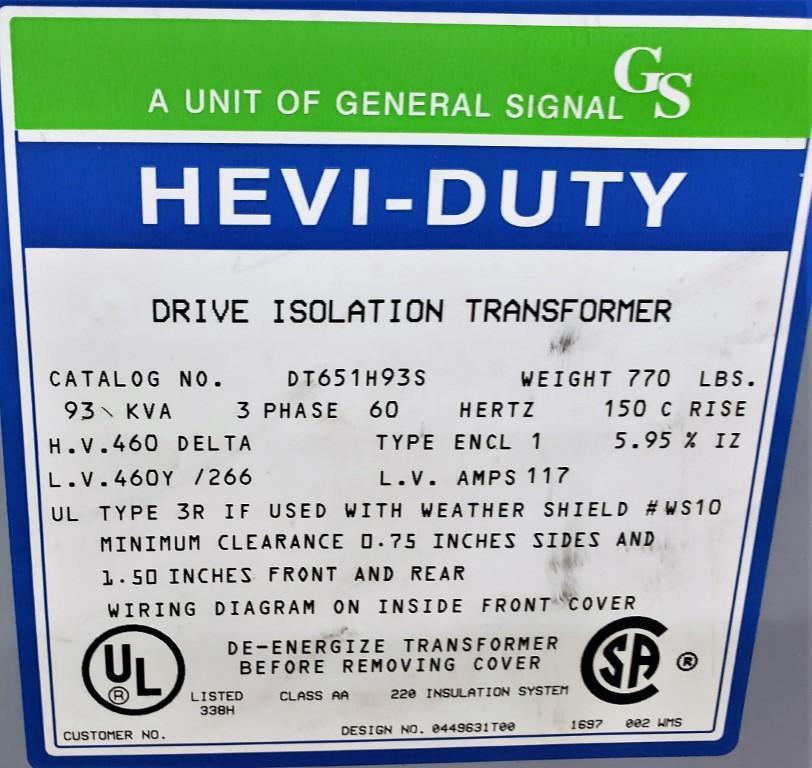 GS
A UNIT OF GENERAL SIGNAL
HEVI-DUTY
DRIVE ISOLATION TRANSFORMER
CATALOG NO. DT651H93S WEIGHT 770 LBS.
93 KVA 3 PHASE 60 HERTZ 150 C RISE
H.V.460 DELTA TYPE ENCL 1 5.95 % IZ
L.V.460Y /266 L.V. AMPS 117
UL TYPE 3R IF USED WITH WEATHER SHIELD #WS10
MINIMUM CLEARANCE 0.75 INCHES SIDES AND
1.50 INCHES FRONT AND REAR
WIRING DIAGRAM ON INSIDE FRONT COVER
DE-ENERGIZE TRANSFORMER
BEFORE REMOVING COVER
UL ® SA ®
LISTED CLASS AA 220 INSULATION SYSTEM
338H
CUSTOMER NO. DESIGN NO. 0449631T00 1697 002 WMS